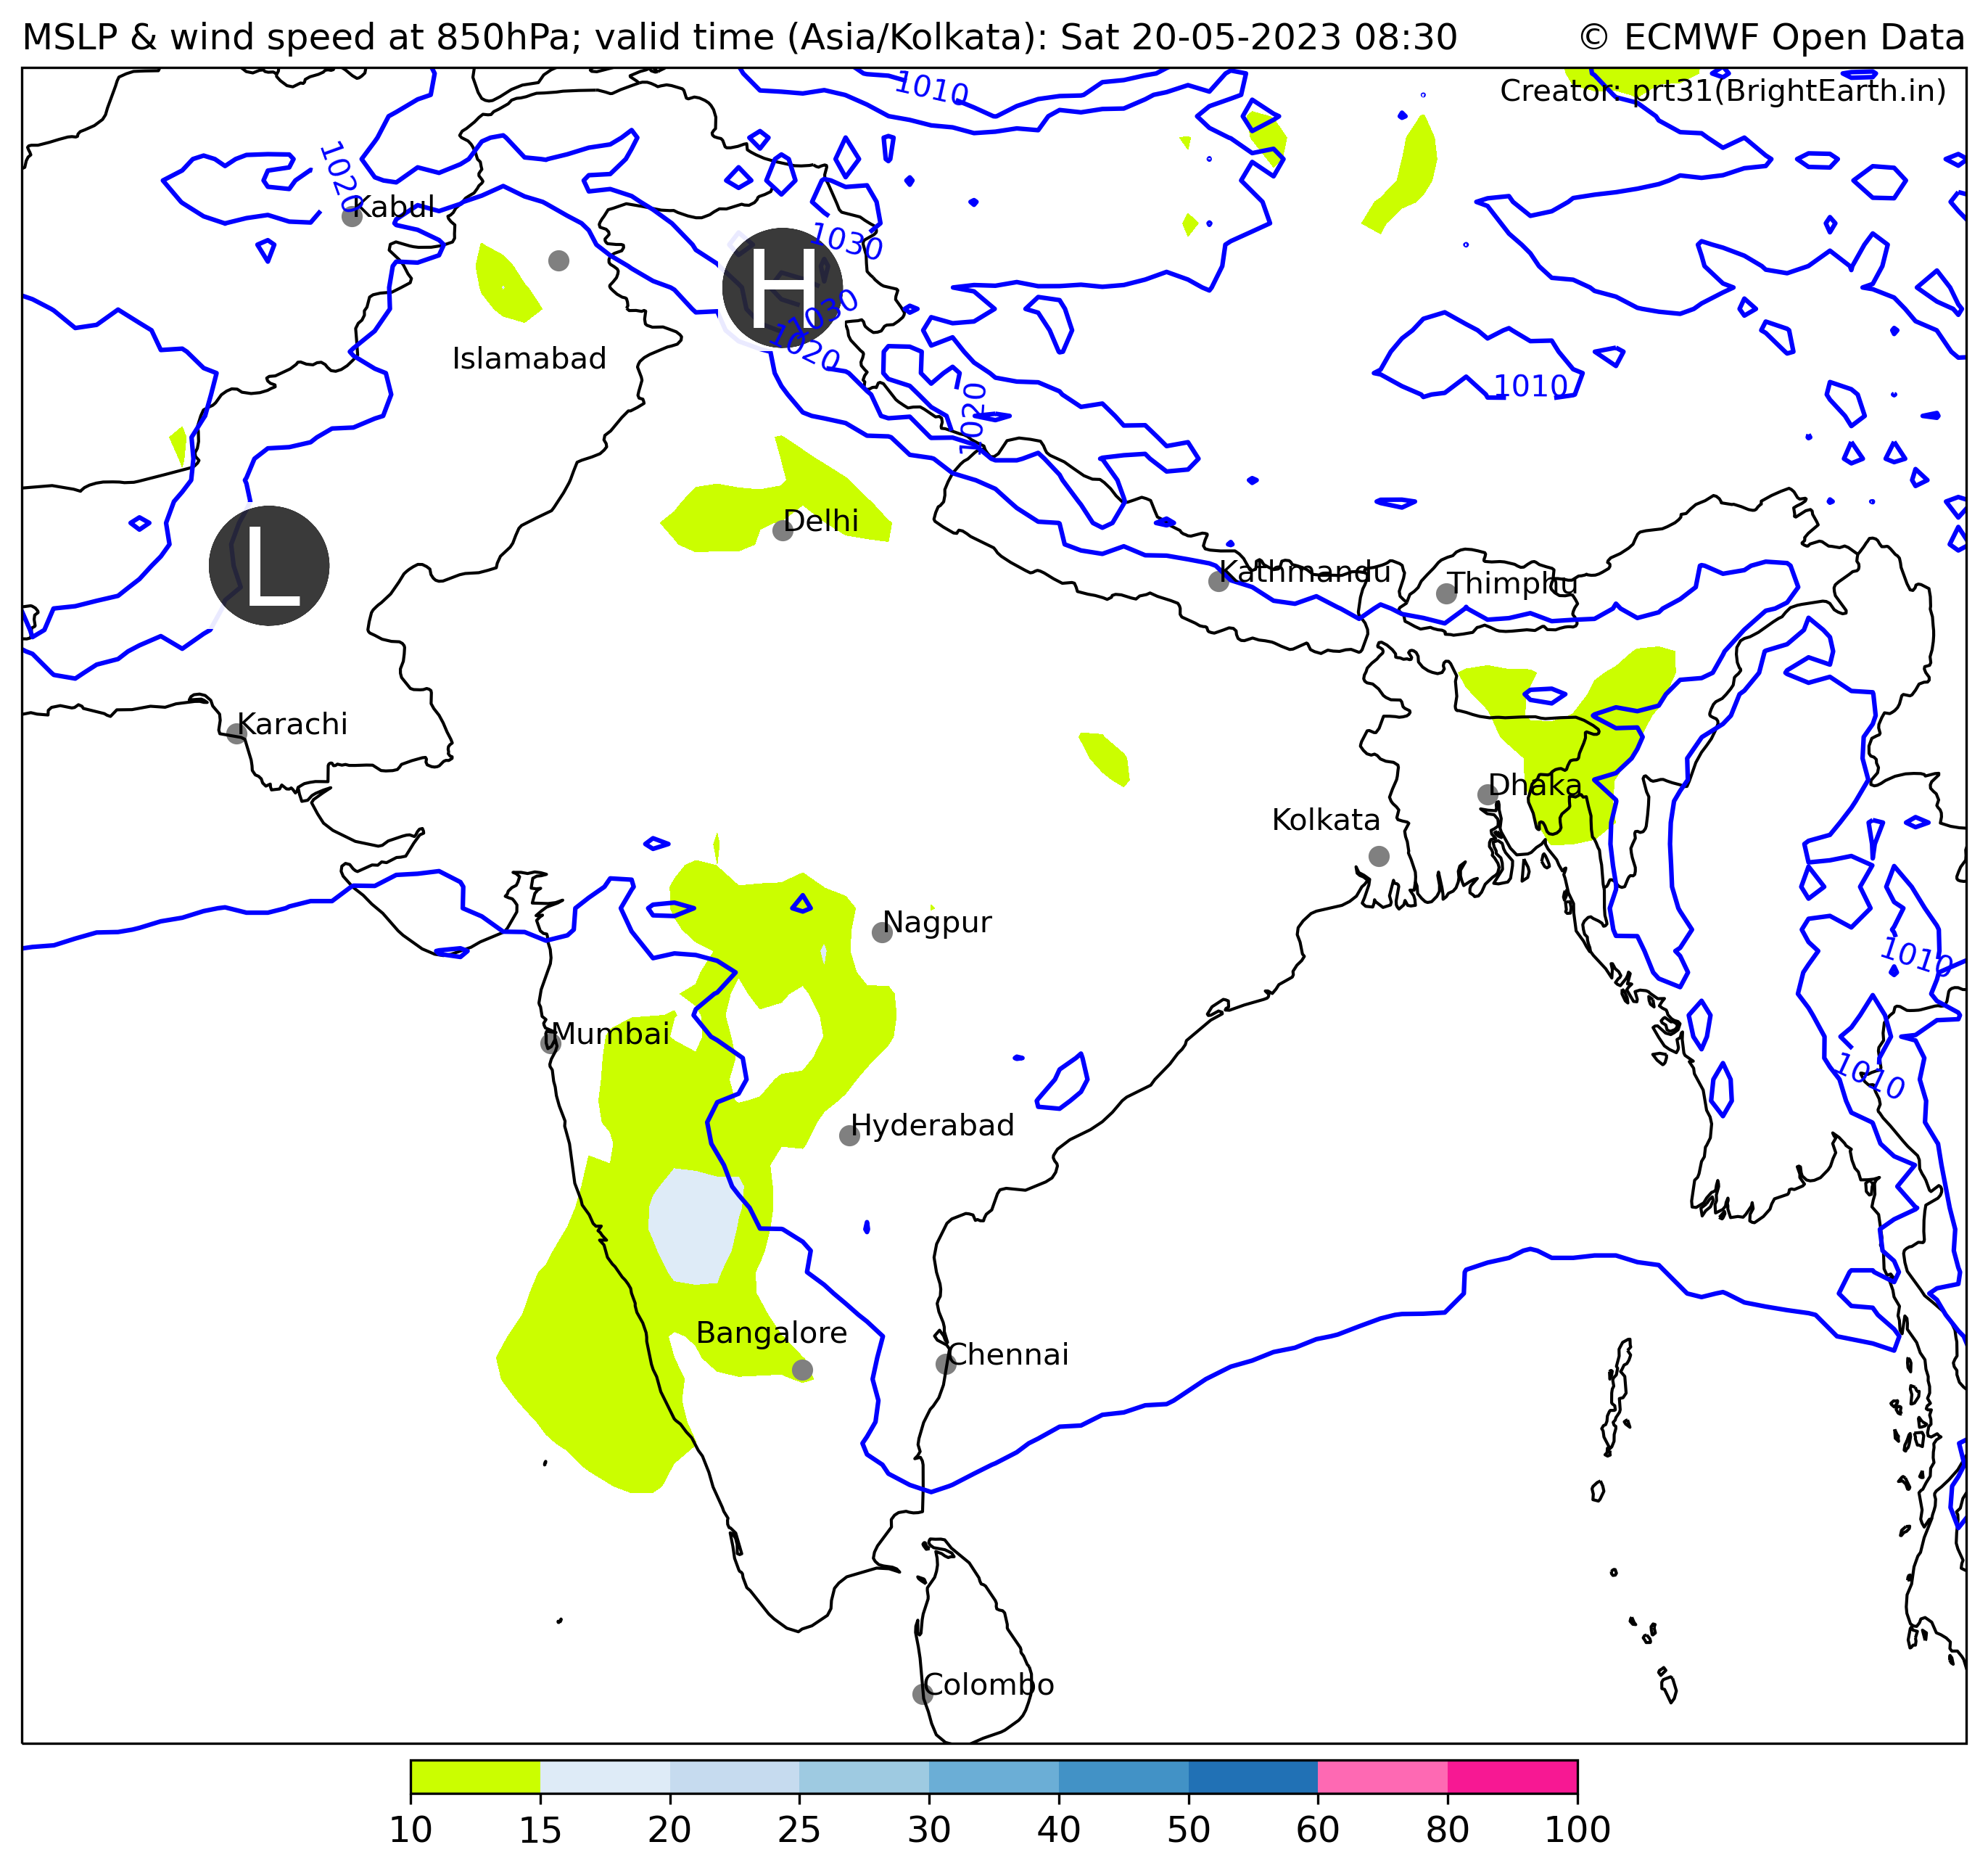 MSLP & wind speed at 850hPa; valid time (Asia/Kolkata): Sat 20-05-2023 08:30 © ECMWF Open Data
Creator: prt31(BrightEarth.in)
1010
1020
Kabul
1030
H
1030
1020
Islamabad
1010
1020
Delhi
L
Kathmandu
Thimphu
Karachi
Dhaka
Kolkata
Nagpur
1010
Mumbai
1010
Hyderabad
Bangalore
Chennai
Colombo
10 15 20 25 30 40 50 60 80 100